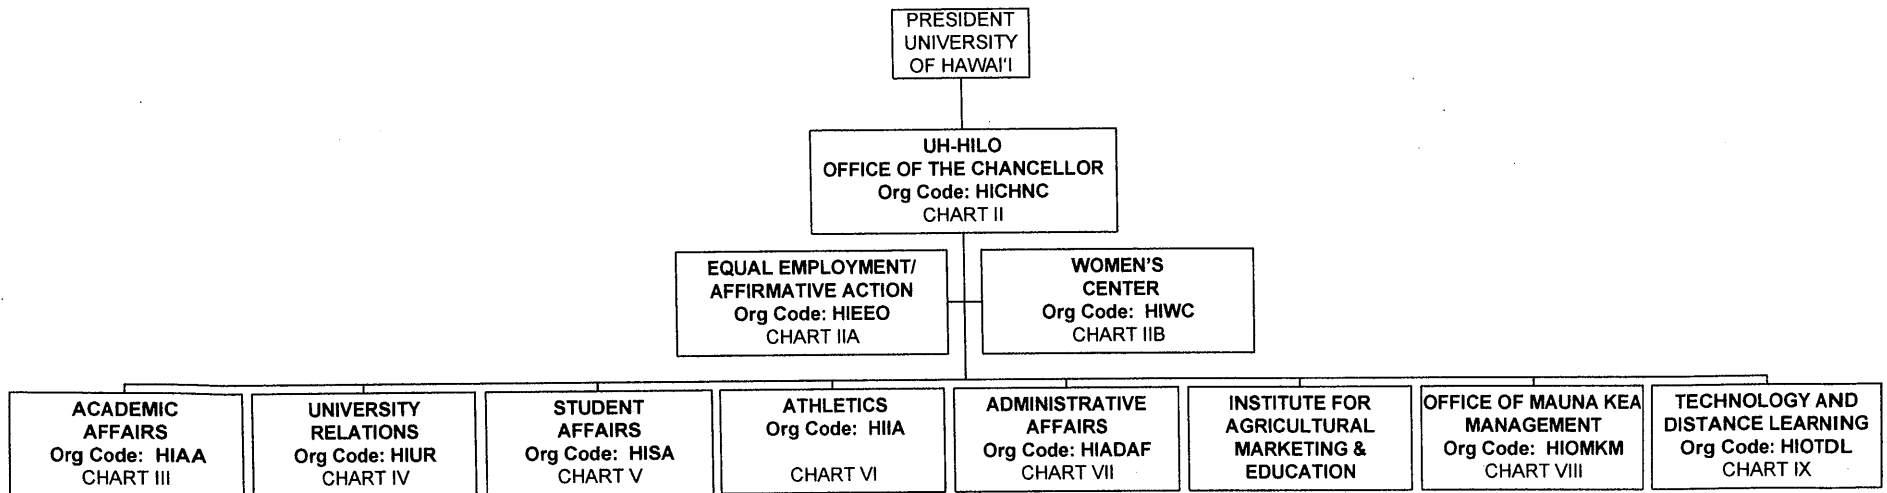 PRESIDENT
UNIVERSITY
OF HAWAI'I
UH-HILO
OFFICE OF THE CHANCELLOR
Org Code: HICHNC
CHART II
EQUAL EMPLOYMENT/
AFFIRMATIVE ACTION
Org Code: HIEEO
CHART IIA
WOMEN'S
CENTER
Org Code: HIWC
CHART IIB
ACADEMIC
AFFAIRS
Org Code: HIAA
CHART III
UNIVERSITY
RELATIONS
Org Code: HIUR
CHART IV
STUDENT
AFFAIRS
Org Code: HISA
CHART V
ATHLETICS
Org Code: HIIA
CHART VI
ADMINISTRATIVE
AFFAIRS
Org Code: HIADAF
CHART VII
INSTITUTE FOR
AGRICULTURAL
MARKETING &
EDUCATION
OFFICE OF MAUNA KEA
MANAGEMENT
Org Code: HIOMKM
CHART VIII
TECHNOLOGY AND
DISTANCE LEARNING
Org Code: HIOTDL
CHART IX